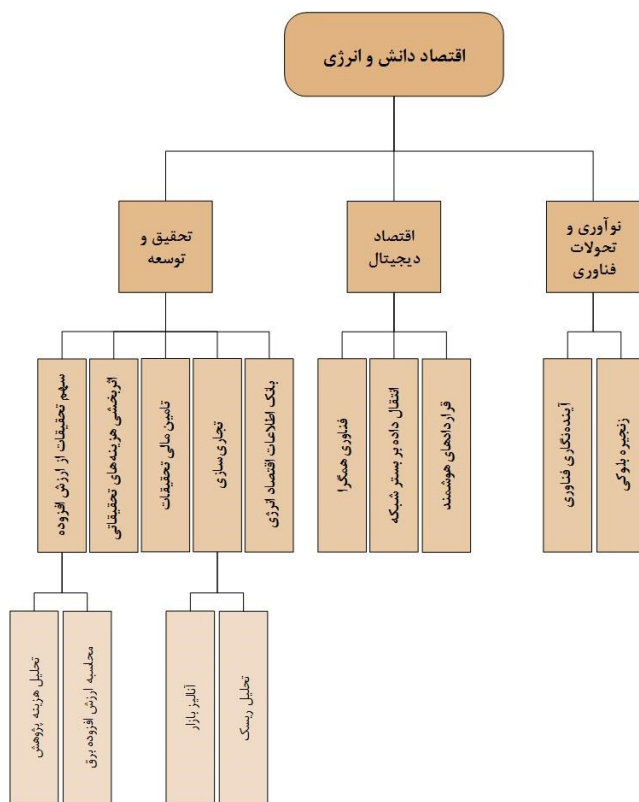 اقتصاد دانش و انرژی
نوآوری و
تحولات
فناوری
اقتصاد
دیجیتال
تحقیق و
توسعه
زنجیره بلوکی
آینده‌نگاری فناوری
قراردادهای هوشمند
انتقال داده بر بستر شبکه
فناوری همگرا
بانک اطلاعات اقتصاد انرژی
تجاری‌سازی
تامین مالی تحقیقات
اثربخشی هزینه‌های تحقیقاتی
سهم تحقیقات از ارزش افزوده
تحلیل ریسک
آنالیز بازار
محاسبه ارزش افزوده برق
تحلیل هزینه پژوهش